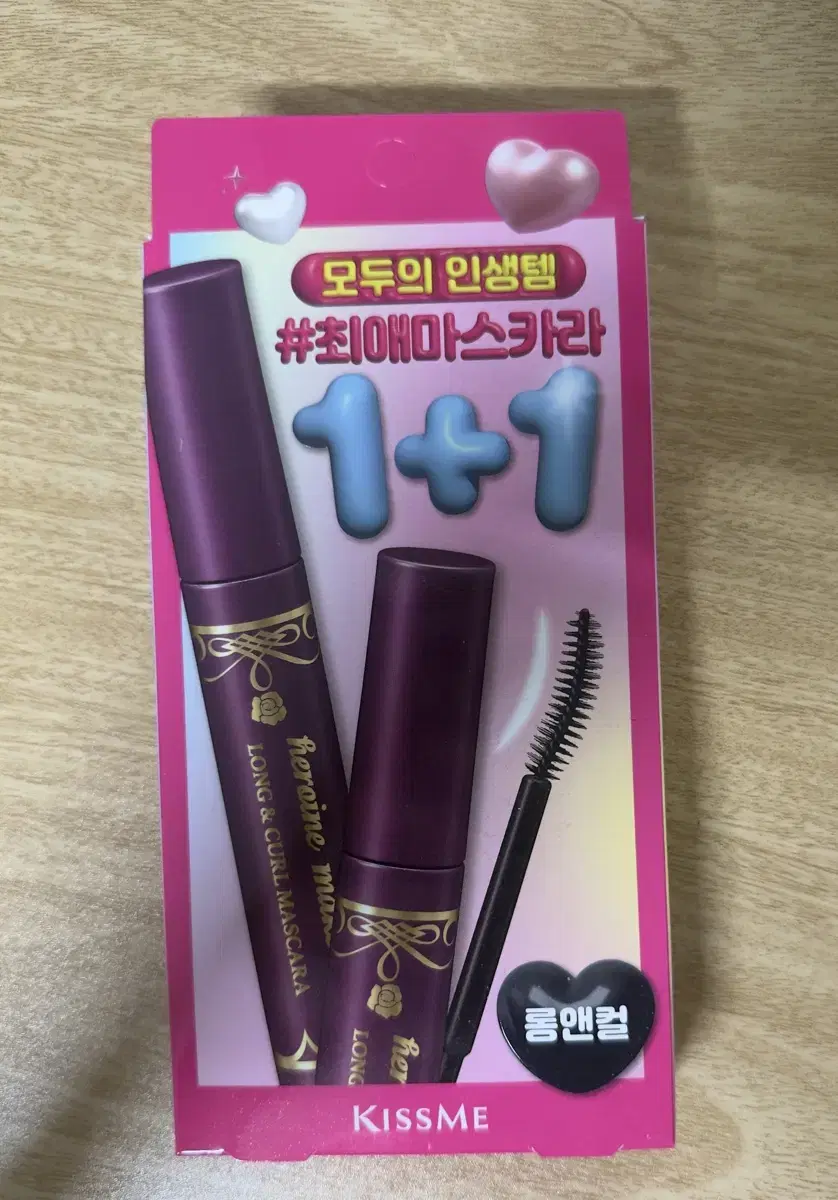 모두의 인생템
#최애마스카라
1+1
heroine ma
LONG & CURL MASCARA
her
LONG
롱앤컬
KISSME